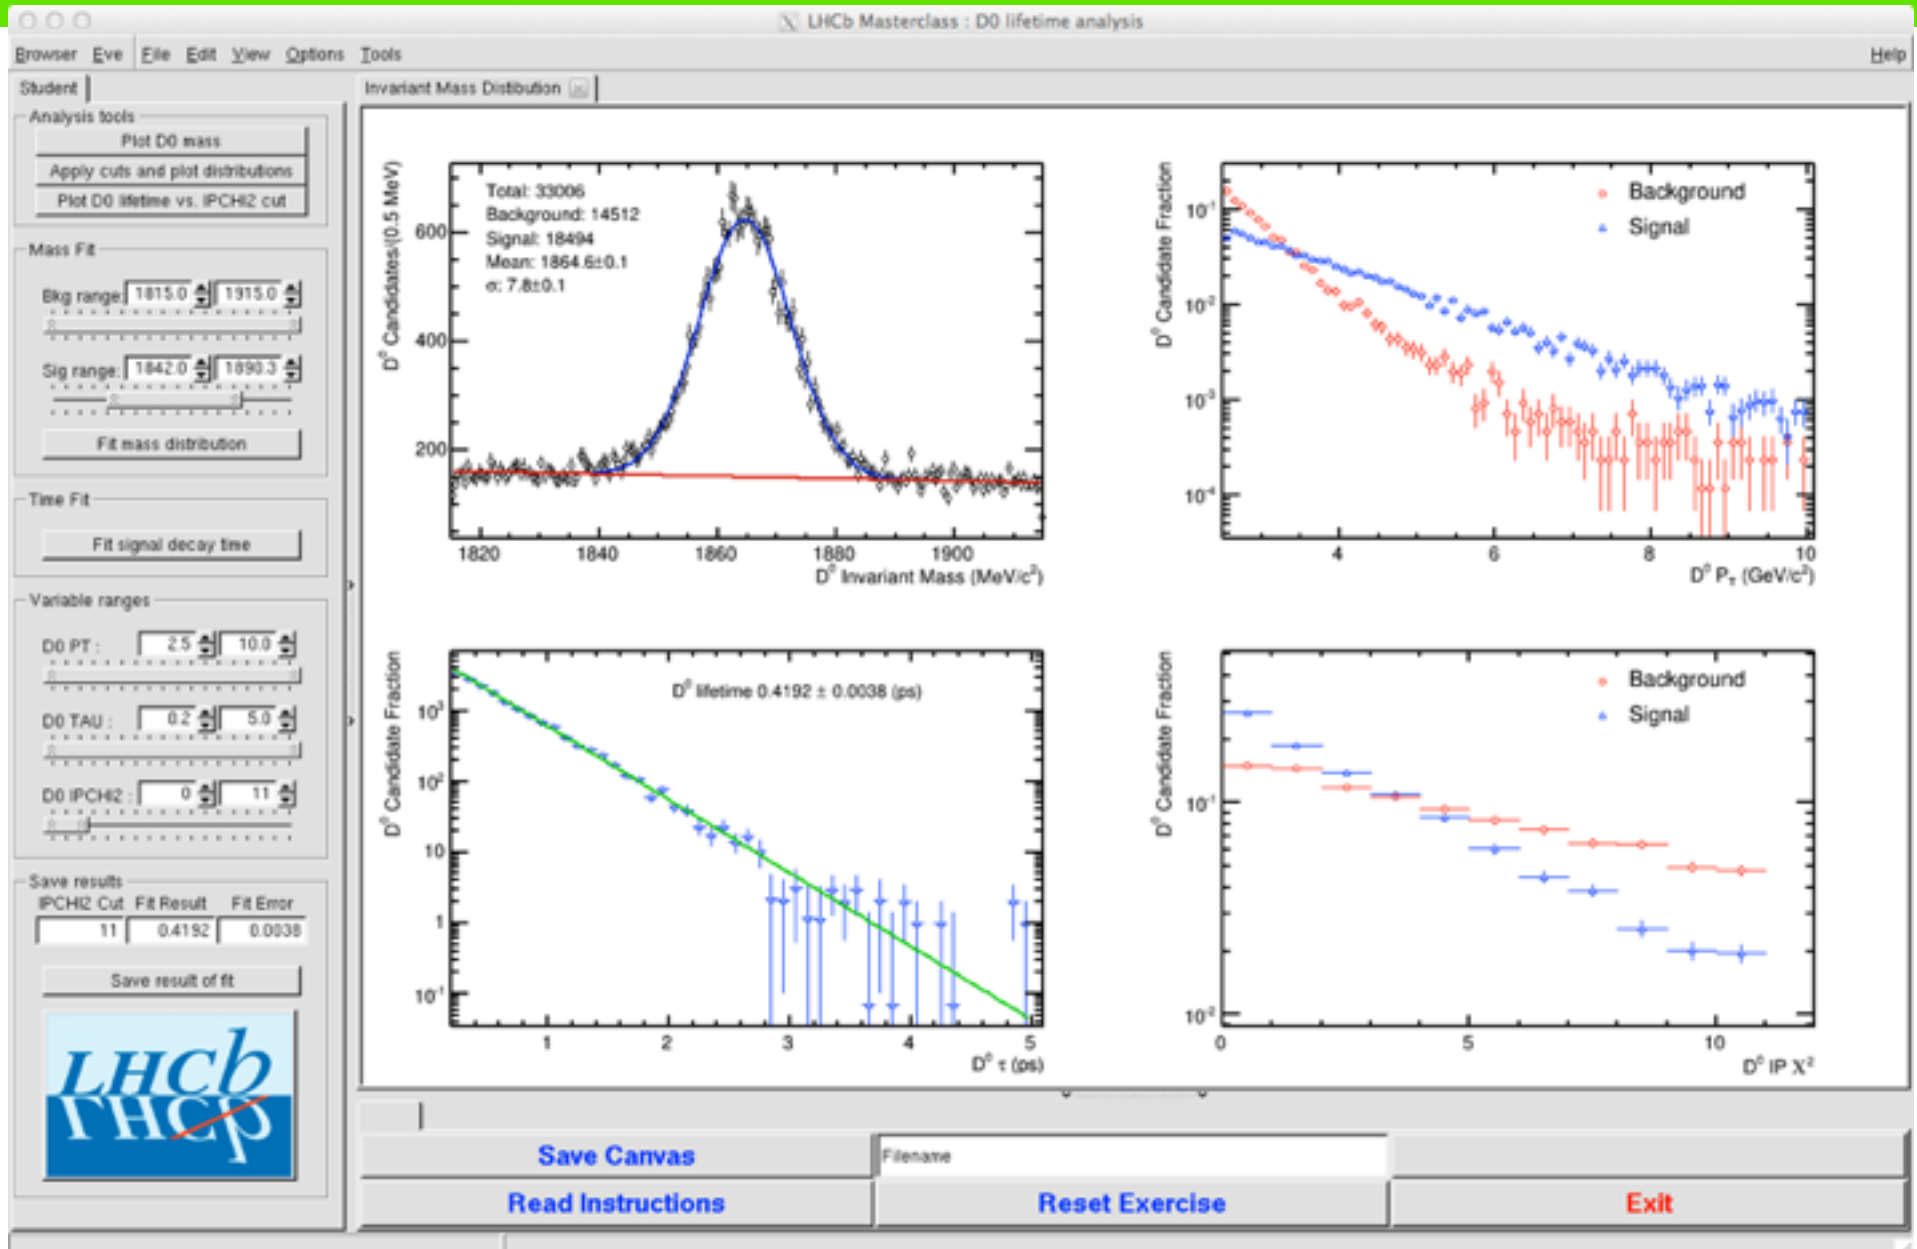 LHCb Masterclass : D0 lifetime analysis
Browser Eve File Edit View Options Tools Help
Student
Analysis tools
Plot D0 mass
Apply cuts and plot distributions
Plot D0 lifetime vs. IPCHI2 cut
Mass Fit
Bkg range: 1815.0 1915.0
Sig range: 1842.0 1890.3
Fit mass distribution
Time Fit
Fit signal decay time
Variable ranges
D0 PT : 2.5 10.0
D0 TAU : 0.2 5.0
D0 IPCHI2 : 0 11
Save results
IPCHI2 Cut Fit Result Fit Error
11 0.4192 0.0038
Save result of fit
LHCb
LHCb
Invariant Mass Distibution
D⁰ Candidates/(0.5 MeV)
Total: 33006
Background: 14512
Signal: 18494
Mean: 1864.6±0.1
σ: 7.8±0.1
600
400
200
1820 1840 1860 1880 1900
D⁰ Invariant Mass (MeV/c²)
D⁰ Candidate Fraction
Background
Signal
10⁻¹
10⁻²
10⁻³
10⁻⁴
4 6 8 10
D⁰ P_T (GeV/c²)
D⁰ Candidate Fraction
D⁰ lifetime 0.4192 ± 0.0038 (ps)
10³
10²
10
1
10⁻¹
1 2 3 4 5
D⁰ τ (ps)
D⁰ Candidate Fraction
Background
Signal
10⁻¹
10⁻²
0 5 10
D⁰ IP Χ²
Save Canvas
Filename
Read Instructions
Reset Exercise
Exit